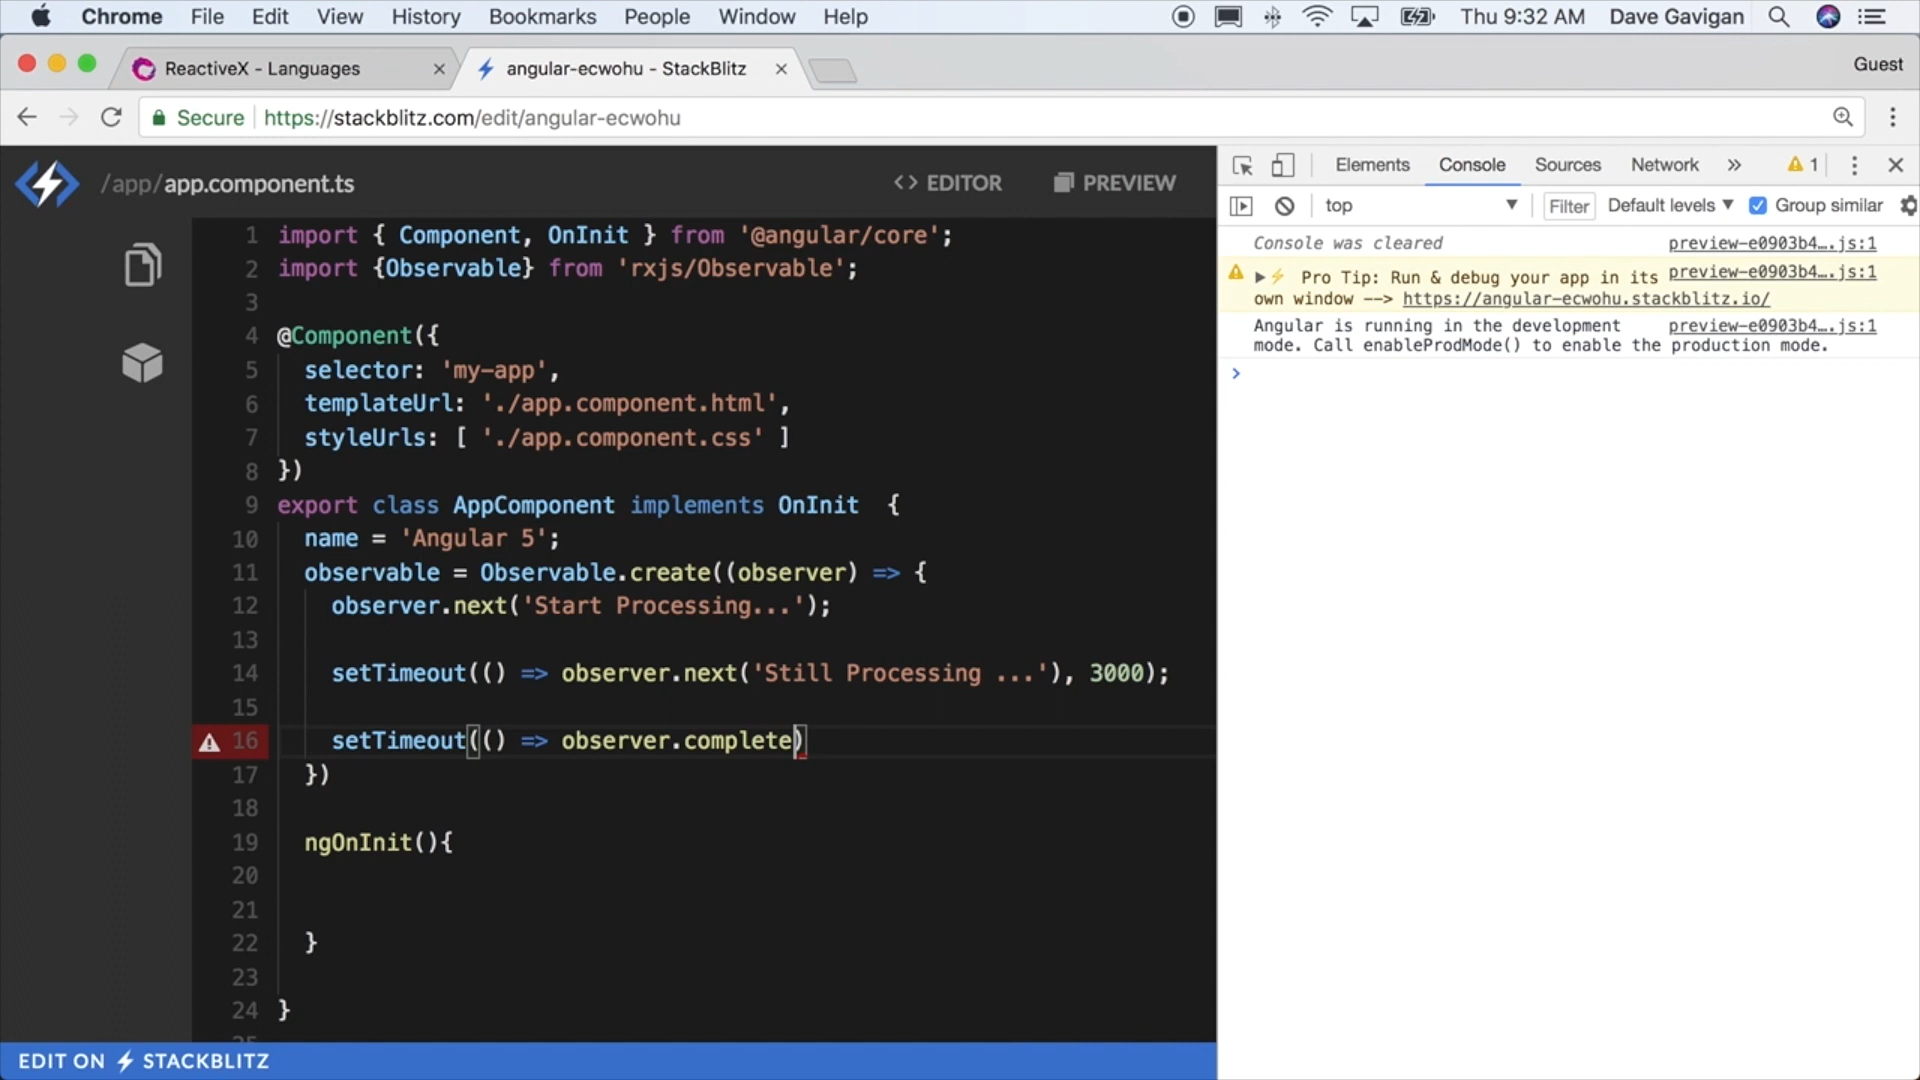 Chrome File Edit View History Bookmarks People Window Help Thu 9:32 AM Dave Gavigan
ReactiveX - Languages angular-ecwohu - StackBlitz Guest
Secure https://stackblitz.com/edit/angular-ecwohu
/app/app.component.ts <> EDITOR PREVIEW
1 import { Component, OnInit } from '@angular/core';
2 import {Observable} from 'rxjs/Observable';
3
4 @Component({
5 selector: 'my-app',
6 templateUrl: './app.component.html',
7 styleUrls: [ './app.component.css' ]
8 })
9 export class AppComponent implements OnInit  {
10 name = 'Angular 5';
11 observable = Observable.create((observer) => {
12 observer.next('Start Processing...');
13
14 setTimeout(() => observer.next('Still Processing ...'), 3000);
15
16 setTimeout(() => observer.complete)
17 })
18
19 ngOnInit(){
20
21
22 }
23
24 }
EDIT ON STACKBLITZ
Elements Console Sources Network » 1
top Filter Default levels Group similar
Console was cleared preview-e0903b4….js:1
Pro Tip: Run & debug your app in its preview-e0903b4….js:1
own window --> https://angular-ecwohu.stackblitz.io/
Angular is running in the development preview-e0903b4….js:1
mode. Call enableProdMode() to enable the production mode.
>